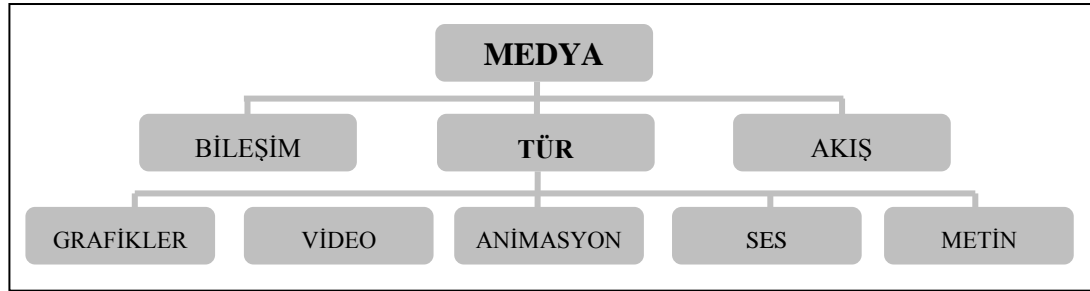 MEDYA
BİLEŞİM
TÜR
AKIŞ
GRAFİKLER
VİDEO
ANİMASYON
SES
METİN